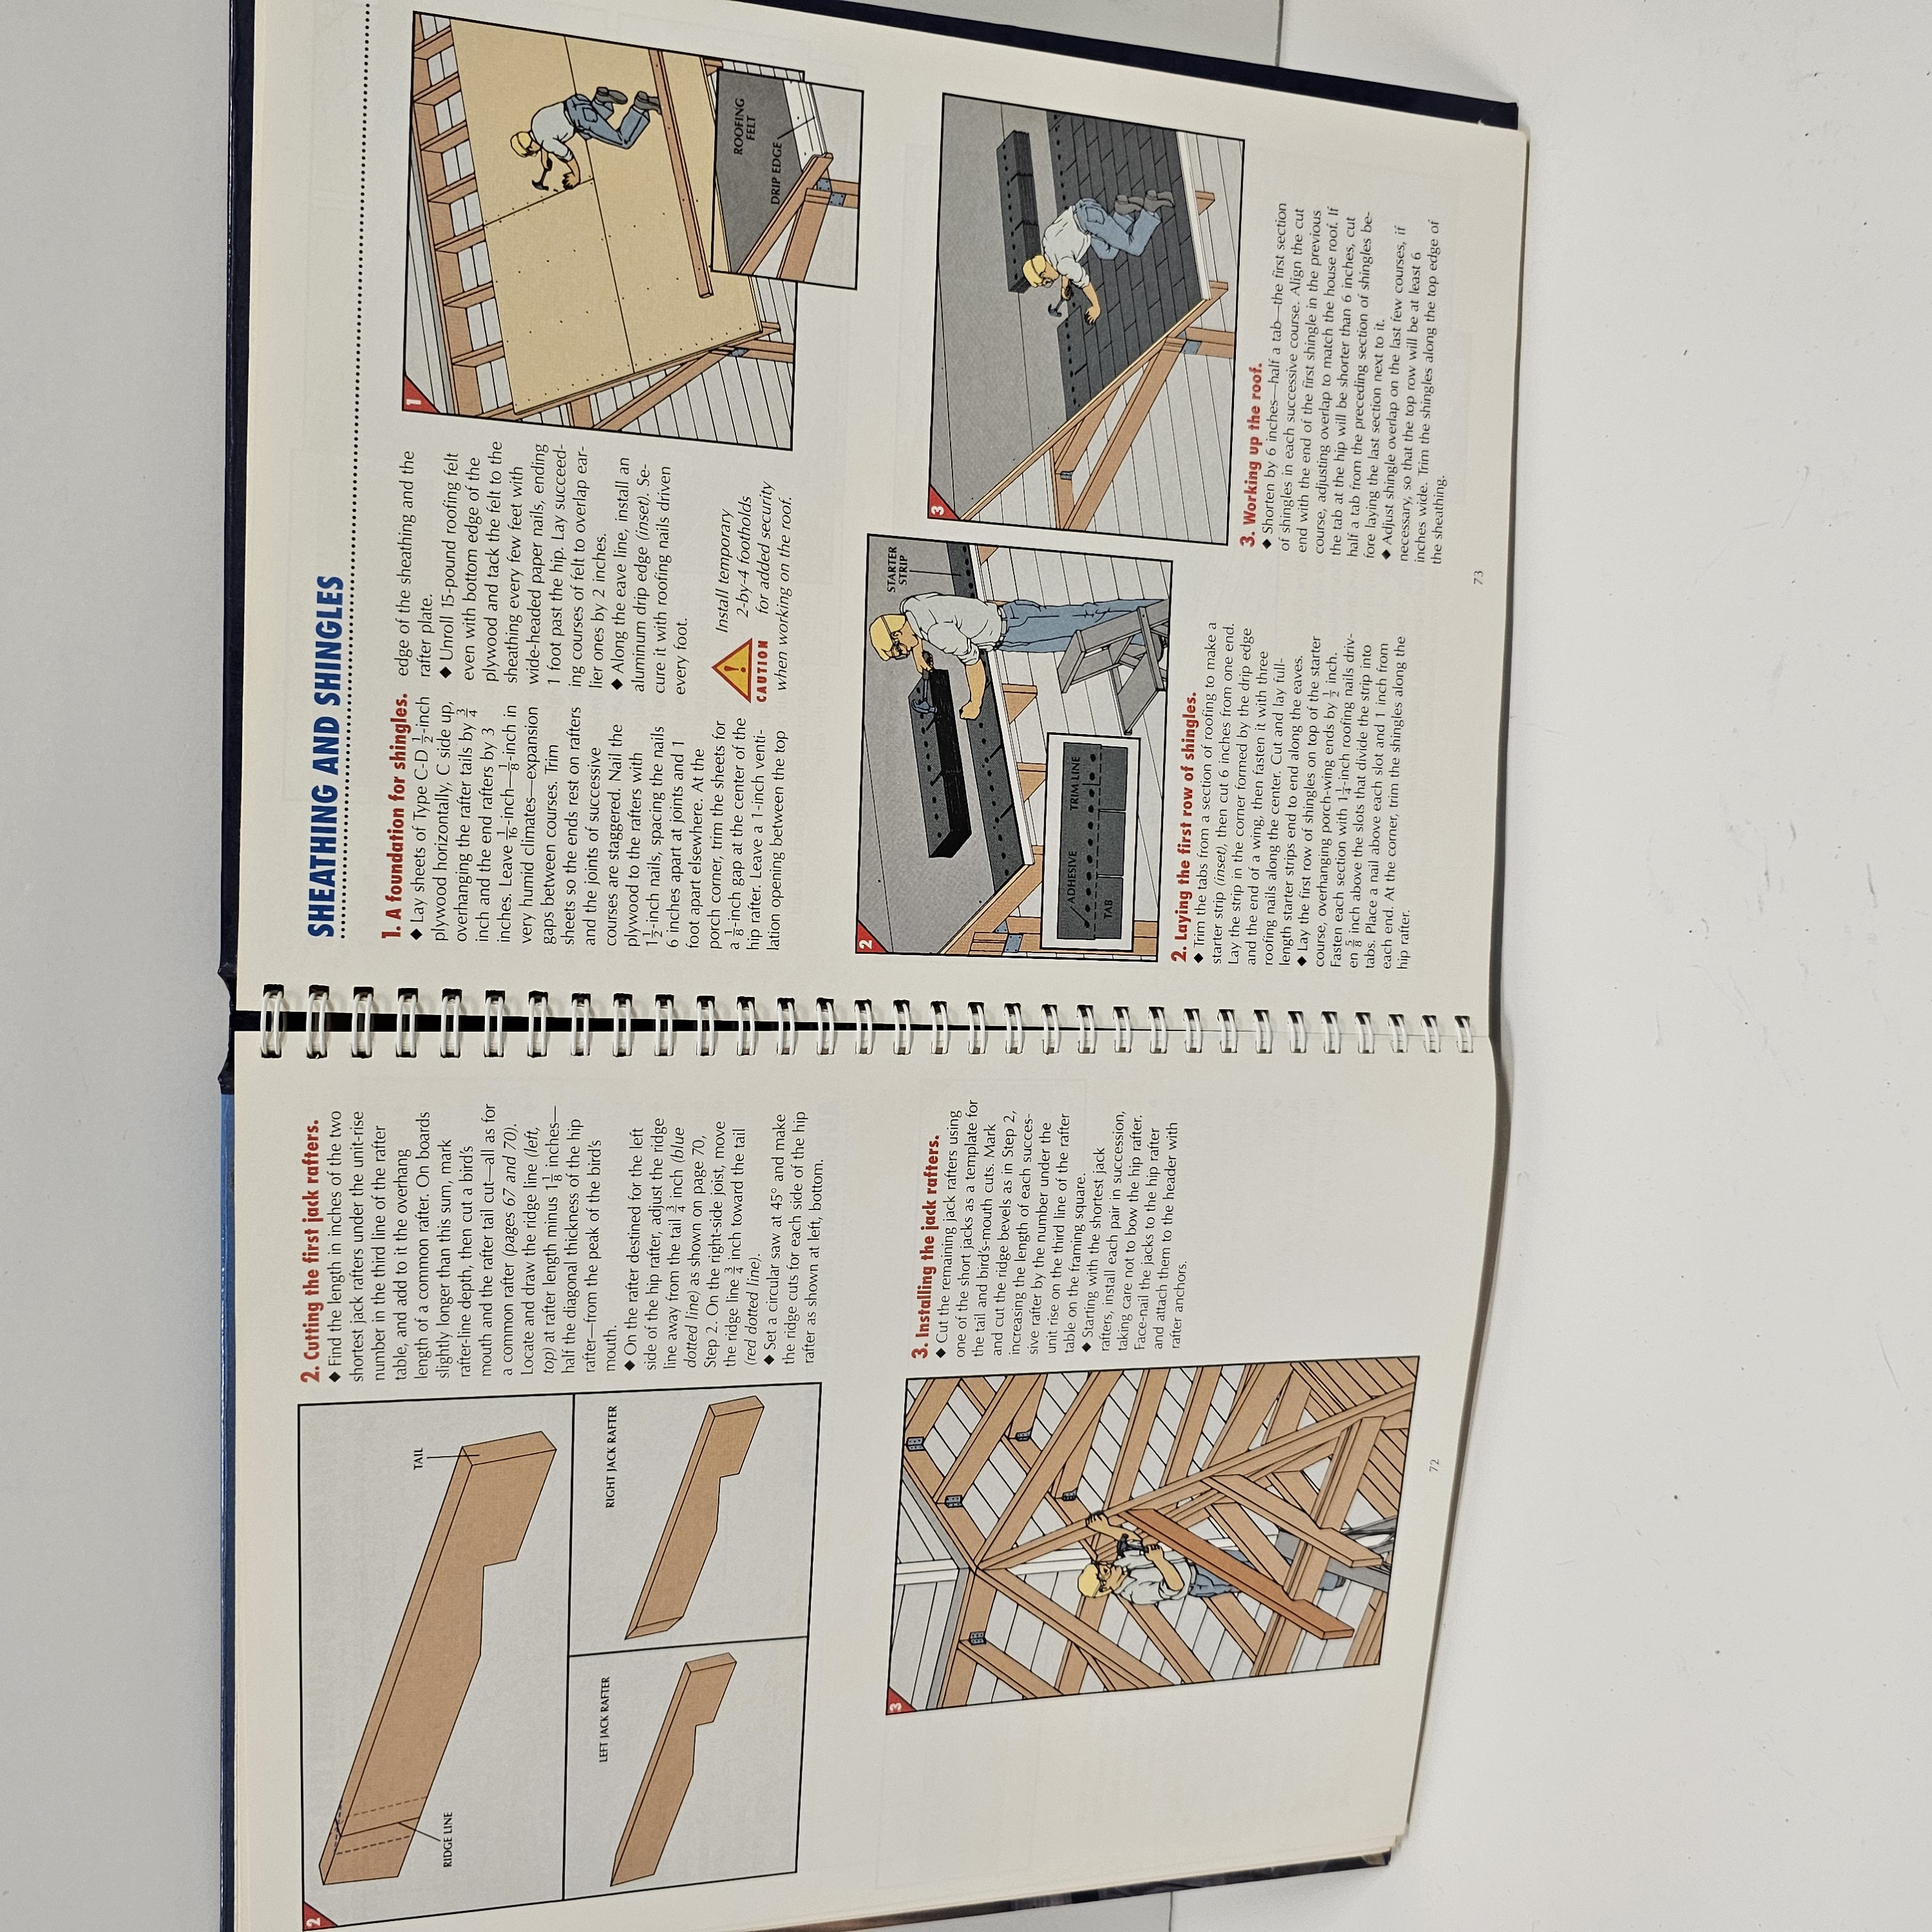 2
RIDGE LINE
TAIL
LEFT JACK RAFTER
RIGHT JACK RAFTER
2. Cutting the first jack rafters.
◆ Find the length in inches of the two
shortest jack rafters under the unit-rise
number in the third line of the rafter
table, and add to it the overhang
length of a common rafter. On boards
slightly longer than this sum, mark
rafter-line depth, then cut a bird's
mouth and the rafter tail cut—all as for
a common rafter (pages 67 and 70).
Locate and draw the ridge line (left,
top) at rafter length minus 1 1/8 inches—
half the diagonal thickness of the hip
rafter—from the peak of the bird's
mouth.
◆ On the rafter destined for the left
side of the hip rafter, adjust the ridge
line away from the tail 3/4 inch (blue
dotted line) as shown on page 70,
Step 2. On the right-side joist, move
the ridge line 3/4 inch toward the tail
(red dotted line).
◆ Set a circular saw at 45° and make
the ridge cuts for each side of the hip
rafter as shown at left, bottom.
3
3. Installing the jack rafters.
◆ Cut the remaining jack rafters using
one of the short jacks as a template for
the tail and bird's-mouth cuts. Mark
and cut the ridge bevels as in Step 2,
increasing the length of each succes-
sive rafter by the number under the
unit rise on the third line of the rafter
table on the framing square.
◆ Starting with the shortest jack
rafters, install each pair in succession,
taking care not to bow the hip rafter.
Face-nail the jacks to the hip rafter
and attach them to the header with
rafter anchors.
72
SHEATHING AND SHINGLES
1. A foundation for shingles.
◆ Lay sheets of Type C-D 1/2-inch
plywood horizontally, C side up,
overhanging the rafter tails by 3/4
inch and the end rafters by 3
inches. Leave 1/16-inch—1/8-inch in
very humid climates—expansion
gaps between courses. Trim
sheets so the ends rest on rafters
and the joints of successive
courses are staggered. Nail the
plywood to the rafters with
1 1/2-inch nails, spacing the nails
6 inches apart at joints and 1
foot apart elsewhere. At the
porch corner, trim the sheets for
a 1/8-inch gap at the center of the
hip rafter. Leave a 1-inch venti-
lation opening between the top
edge of the sheathing and the
rafter plate.
◆ Unroll 15-pound roofing felt
even with bottom edge of the
plywood and tack the felt to the
sheathing every few feet with
wide-headed paper nails, ending
1 foot past the hip. Lay succeed-
ing courses of felt to overlap ear-
lier ones by 2 inches.
◆ Along the eave line, install an
aluminum drip edge (inset). Se-
cure it with roofing nails driven
every foot.
CAUTION
Install temporary
2-by-4 footholds
for added security
when working on the roof.
1
ROOFING
FELT
DRIP EDGE
2
STARTER
STRIP
ADHESIVE
TRIM LINE
TAB
2. Laying the first row of shingles.
◆ Trim the tabs from a section of roofing to make a
starter strip (inset), then cut 6 inches from one end.
Lay the strip in the corner formed by the drip edge
and the end of a wing, then fasten it with three
roofing nails along the center. Cut and lay full-
length starter strips end to end along the eaves.
◆ Lay the first row of shingles on top of the starter
course, overhanging porch-wing ends by 1/2 inch.
Fasten each section with 1 1/4-inch roofing nails driv-
en 5/8 inch above the slots that divide the strip into
tabs. Place a nail above each slot and 1 inch from
each end. At the corner, trim the shingles along the
hip rafter.
3
3. Working up the roof.
◆ Shorten by 6 inches—half a tab—the first section
of shingles in each successive course. Align the cut
end with the end of the first shingle in the previous
course, adjusting overlap to match the house roof. If
the tab at the hip will be shorter than 6 inches, cut
half a tab from the preceding section of shingles be-
fore laying the last section next to it.
◆ Adjust shingle overlap on the last few courses, if
necessary, so that the top row will be at least 6
inches wide. Trim the shingles along the top edge of
the sheathing.
73